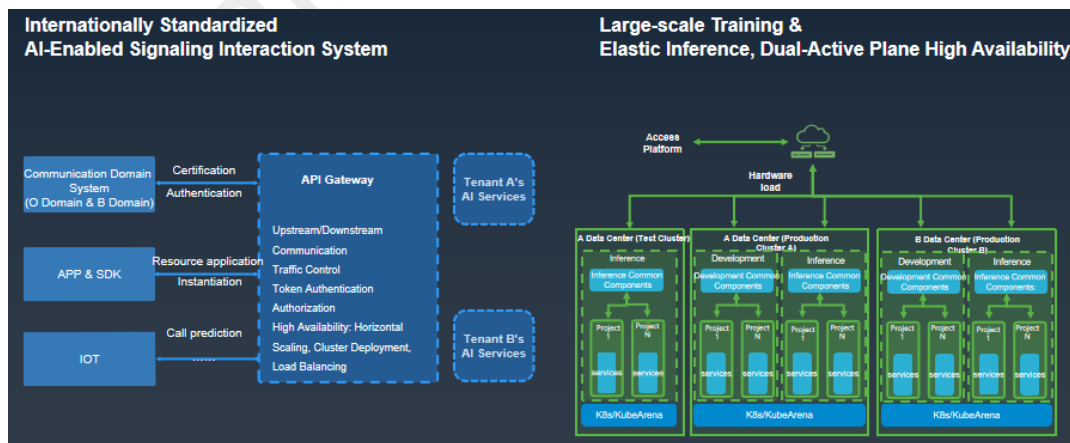 Internationally Standardized
AI-Enabled Signaling Interaction System
Large-scale Training &
Elastic Inference, Dual-Active Plane High Availability
Communication Domain
System
(O Domain & B Domain)
Certification
Authentication
APP & SDK
Resource application
Instantiation
IOT
Call prediction
......
API Gateway
Upstream/Downstream
Communication
Traffic Control
Token Authentication
Authorization
High Availability: Horizontal
Scaling, Cluster Deployment,
Load Balancing
Tenant A's
AI Services
Tenant B's
AI Services
Access
Platform
Hardware
load
A Data Center (Test Cluster)
Inference
Inference Common
Components
Project
1
Project
N
services
services
K8s/KubeArena
A Data Center (Production
Cluster A)
Development
Inference
Development Common
Components
Inference Common
Components
Project
1
Project
N
Project
1
Project
N
services
services
services
services
K8s/KubeArena
B Data Center (Production
Cluster B)
Development
Inference
Development Common
Components
Inference Common
Components:
Project
1
Project
N
Project
1
Project
N
services
services
services
services
K8s/KubeArena